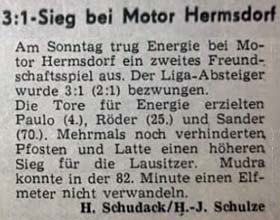 3:1-Sieg bei Motor Hermsdorf
Am Sonntag trug Energie bei Mo-
tor Hermsdorf ein zweites Freund-
schaftsspiel aus. Der Liga-Absteiger
wurde 3:1 (2:1) bezwungen.
Die Tore für Energie erzielten
Paulo (4.), Röder (25.) und Sander
(70.). Mehrmals noch verhinderten
Pfosten und Latte einen höheren
Sieg für die Lausitzer. Mudra
konnte in der 82. Minute einen Elf-
meter nicht verwandeln.
H. Schudack/H.-J. Schulze